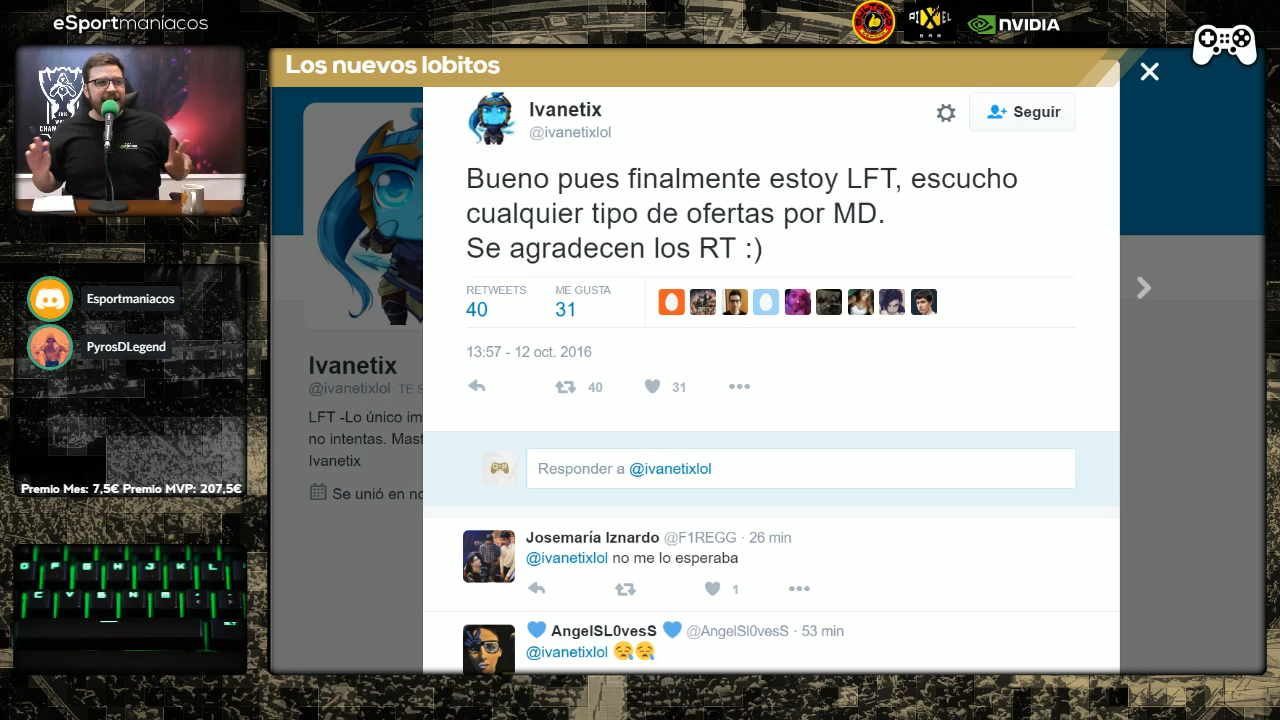 eSportmaníacos
PIXEL
BAR
NVIDIA
Los nuevos lobitos
Ivanetix
@ivanetixlol
Seguir
Bueno pues finalmente estoy LFT, escucho
cualquier tipo de ofertas por MD.
Se agradecen los RT :)
RETWEETS
ME GUSTA
40
31
13:57 - 12 oct. 2016
40
31
Responder a @ivanetixlol
Josemaría Iznardo @F1REGG · 26 min
@ivanetixlol no me lo esperaba
1
💙 AngelSL0vesS 💙 @AngelSl0vesS · 53 min
@ivanetixlol 😪😪
Ivanetix
@ivanetixlol TE S
LFT -Lo único im
no intentas. Mast
Ivanetix
Se unió en no
Esportmaniacos
PyrosDLegend
Premio Mes: 7,5€ Premio MVP: 207,5€
D F G H J K L
C V B N M